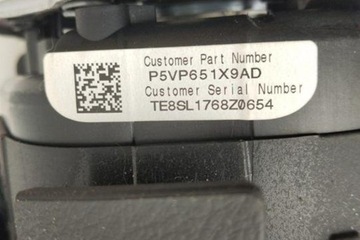 Customer Part Number
P5VP651X9AD
Customer Serial Number
TE8SL1768Z0654